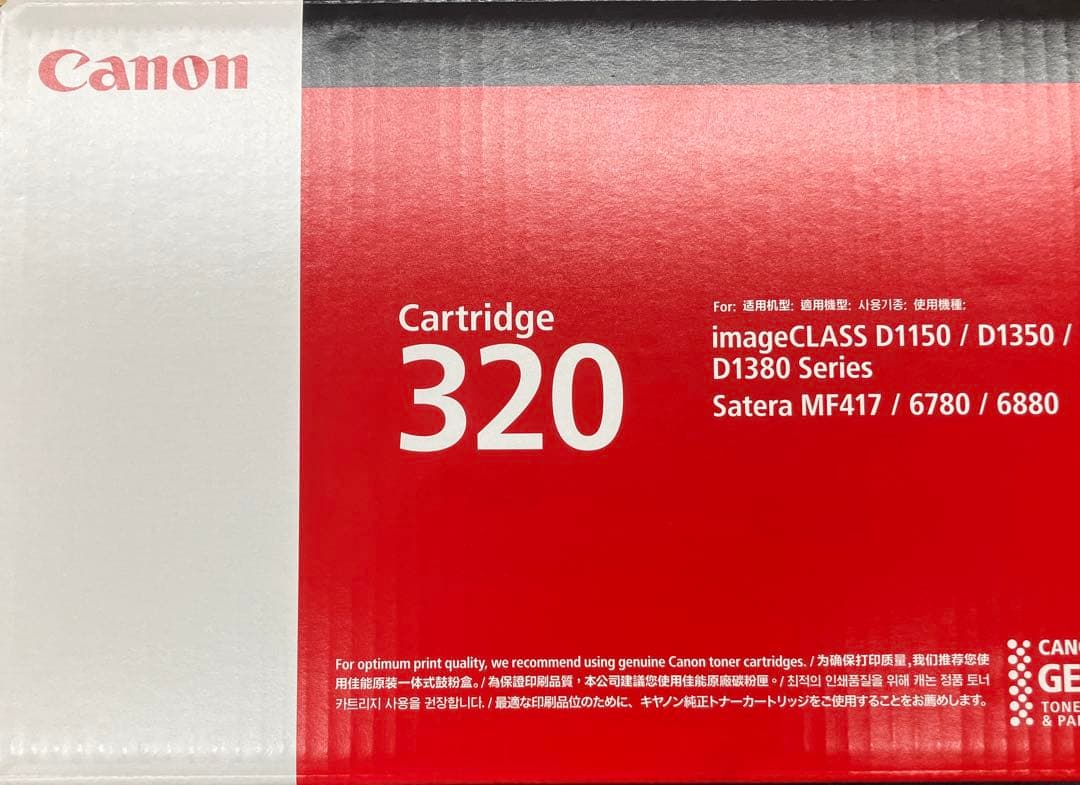 Canon
Cartridge
320
For: 适用机型: 適用機型: 사용기종: 使用機種:
imageCLASS D1150 / D1350 /
D1380 Series
Satera MF417 / 6780 / 6880
For optimum print quality, we recommend using genuine Canon toner cartridges. / 为确保打印质量,我们推荐您使
用佳能原装一体式鼓粉盒。/ 為保證印刷品質，本公司建議您使用佳能原廠碳粉匣。/ 최적의 인쇄품질을 위해 캐논 정품 토너
카트리지 사용을 권장합니다. / 最適な印刷品位のために、キヤノン純正トナーカートリッジをご使用することをお薦めします。